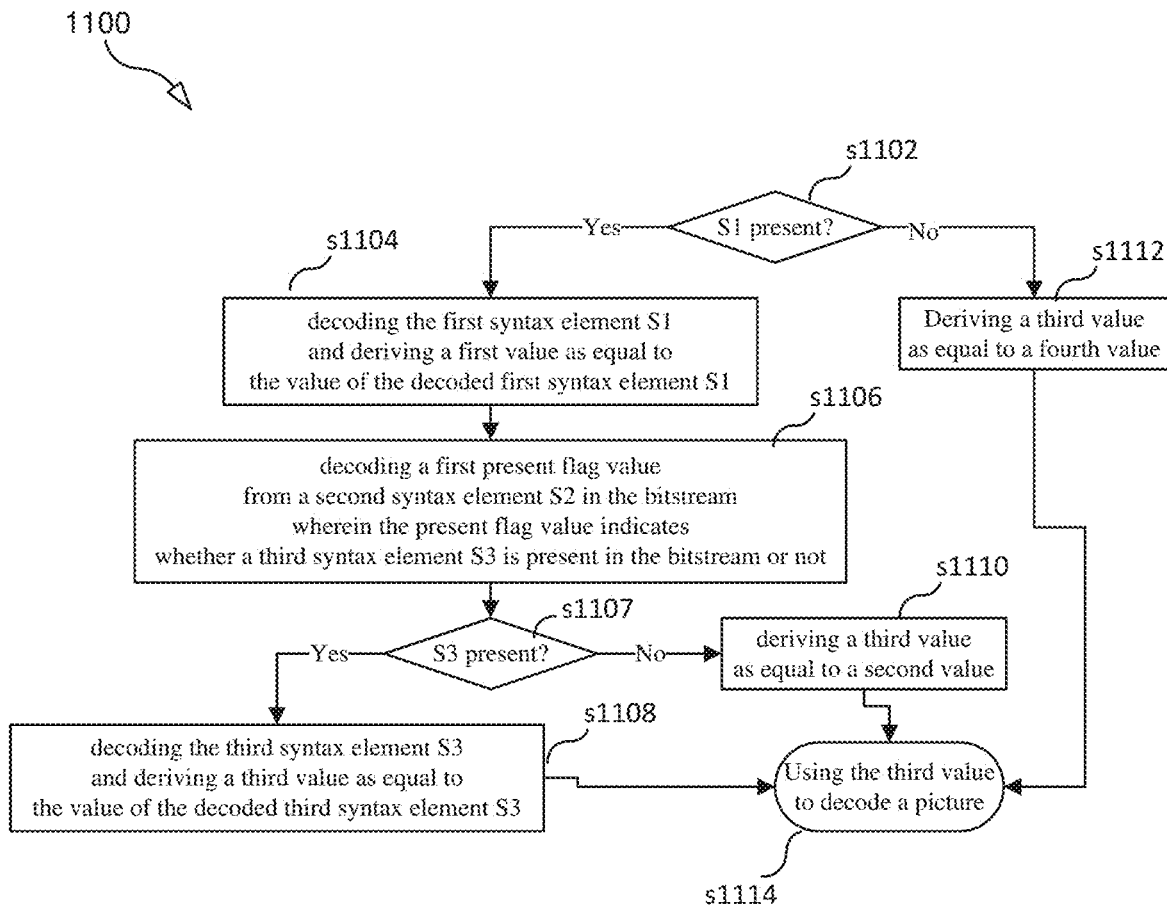 1100
s1102
S1 present?
Yes
No
s1104
s1112
decoding the first syntax element S1
and deriving a first value as equal to
the value of the decoded first syntax element S1
Deriving a third value
as equal to a fourth value
s1106
decoding a first present flag value
from a second syntax element S2 in the bitstream
wherein the present flag value indicates
whether a third syntax element S3 is present in the bitstream or not
s1110
s1107
S3 present?
Yes
No
deriving a third value
as equal to a second value
s1108
decoding the third syntax element S3
and deriving a third value as equal to
the value of the decoded third syntax element S3
Using the third value
to decode a picture
s1114